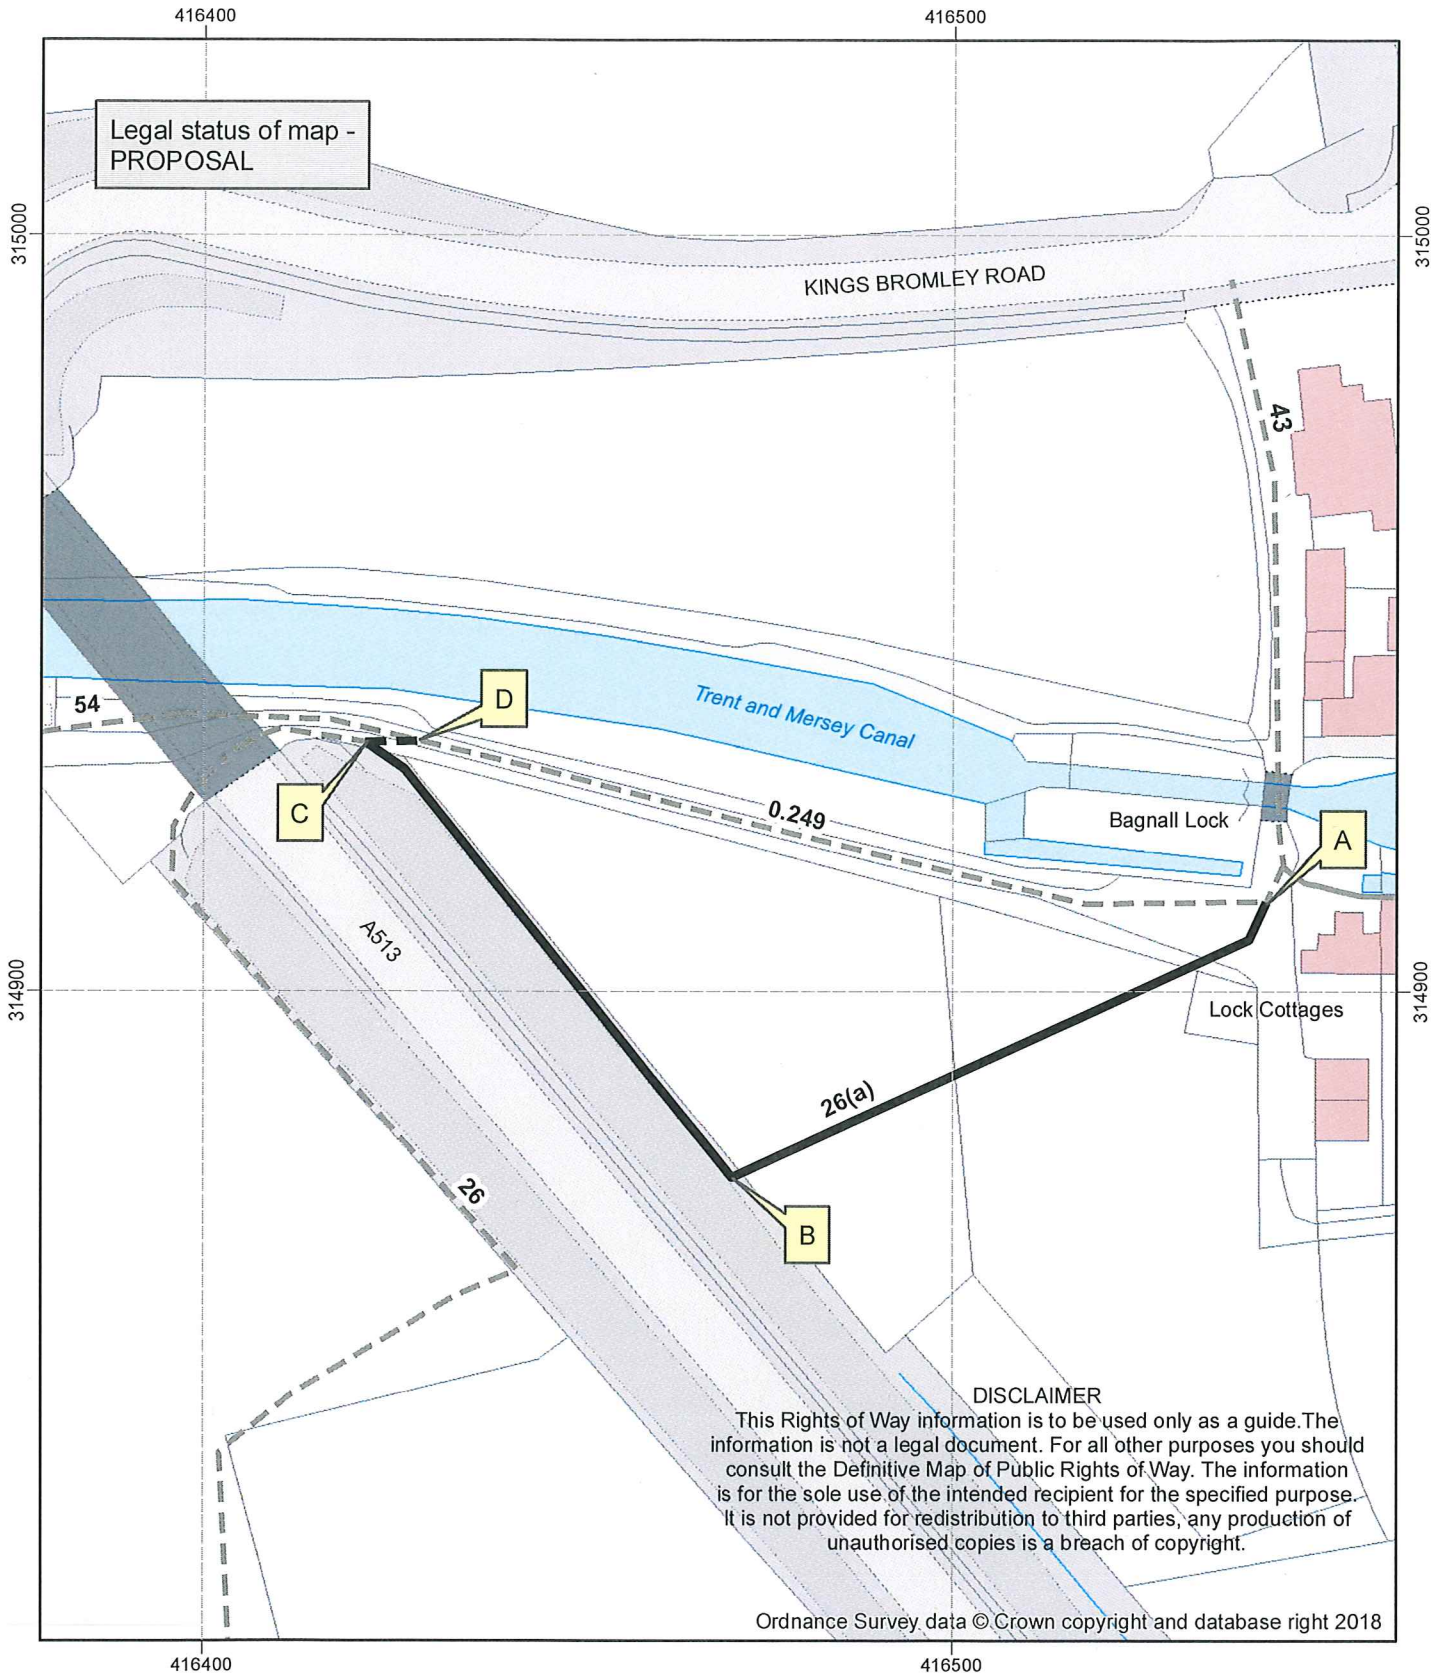 416400
416500
Legal status of map -
PROPOSAL
315000
315000
KINGS BROMLEY ROAD
43
D
54
Trent and Mersey Canal
C
0.249
Bagnall Lock
A
A513
314900
314900
Lock Cottages
26(a)
26
B
DISCLAIMER
This Rights of Way information is to be used only as a guide.The
information is not a legal document. For all other purposes you should
consult the Definitive Map of Public Rights of Way. The information
is for the sole use of the intended recipient for the specified purpose.
It is not provided for redistribution to third parties, any production of
unauthorised copies is a breach of copyright.
Ordnance Survey data © Crown copyright and database right 2018
416400
416500